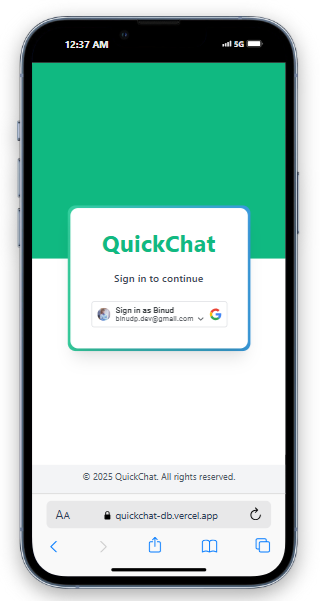 12:37 AM 5G
QuickChat
Sign in to continue
Sign in as Binud
binudp.dev@gmail.com
© 2025 QuickChat. All rights reserved.
AA quickchat-db.vercel.app